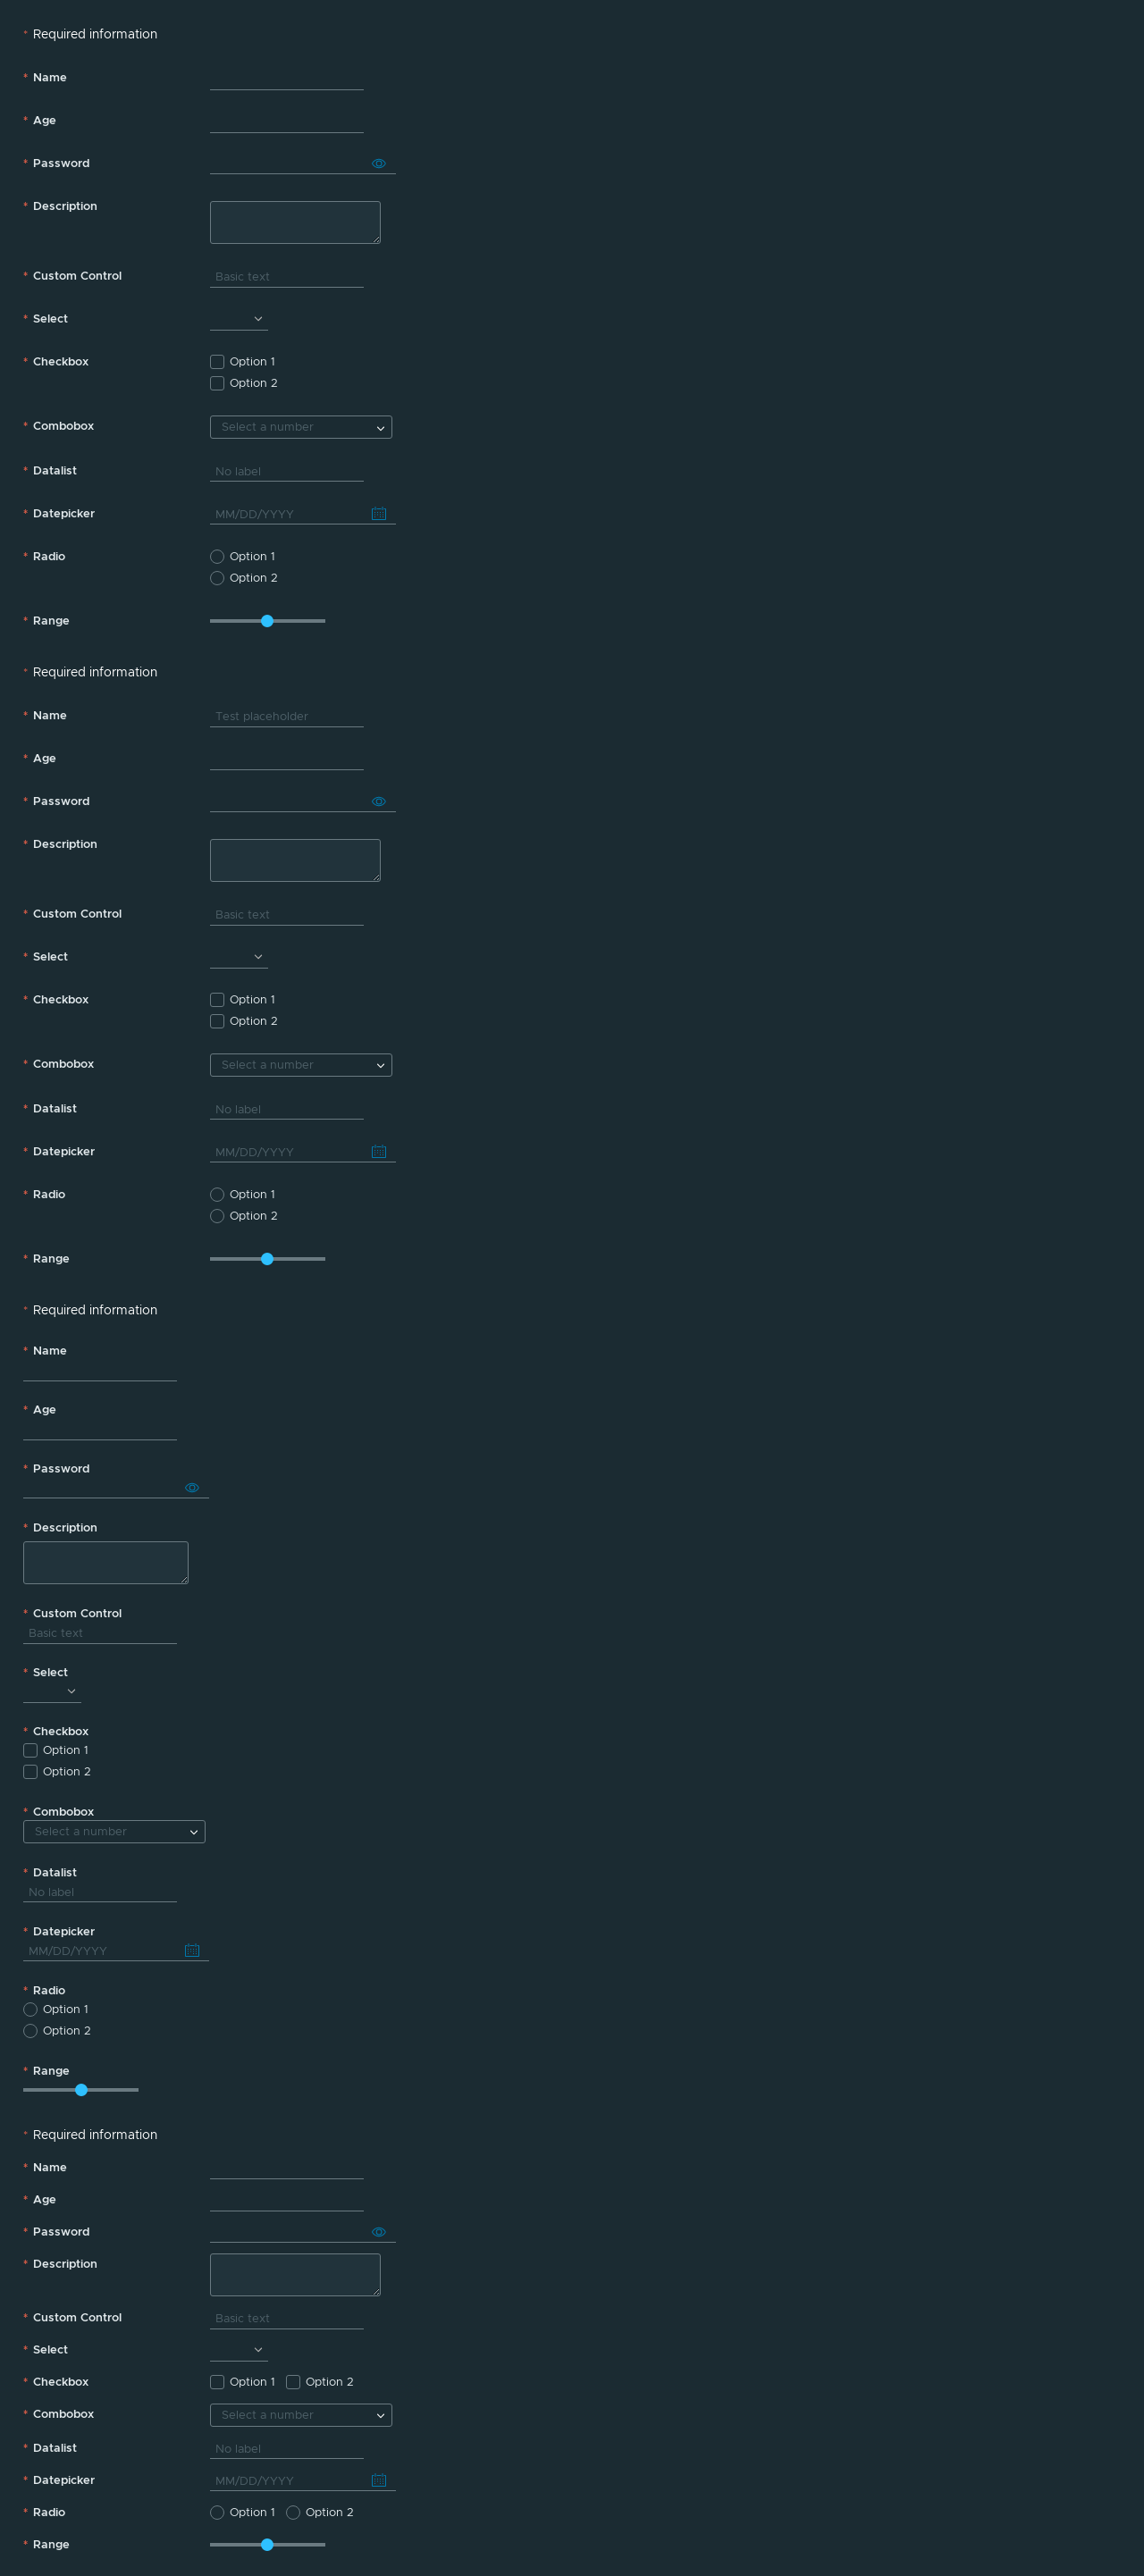 * Required information
* Name
* Age
* Password
* Description
* Custom Control Basic text
* Select
* Checkbox Option 1
Option 2
* Combobox Select a number
* Datalist No label
* Datepicker MM/DD/YYYY
* Radio Option 1
Option 2
* Range
* Required information
* Name Test placeholder
* Age
* Password
* Description
* Custom Control Basic text
* Select
* Checkbox Option 1
Option 2
* Combobox Select a number
* Datalist No label
* Datepicker MM/DD/YYYY
* Radio Option 1
Option 2
* Range
* Required information
* Name
* Age
* Password
* Description
* Custom Control
Basic text
* Select
* Checkbox
Option 1
Option 2
* Combobox
Select a number
* Datalist
No label
* Datepicker
MM/DD/YYYY
* Radio
Option 1
Option 2
* Range
* Required information
* Name
* Age
* Password
* Description
* Custom Control Basic text
* Select
* Checkbox Option 1 Option 2
* Combobox Select a number
* Datalist No label
* Datepicker MM/DD/YYYY
* Radio Option 1 Option 2
* Range